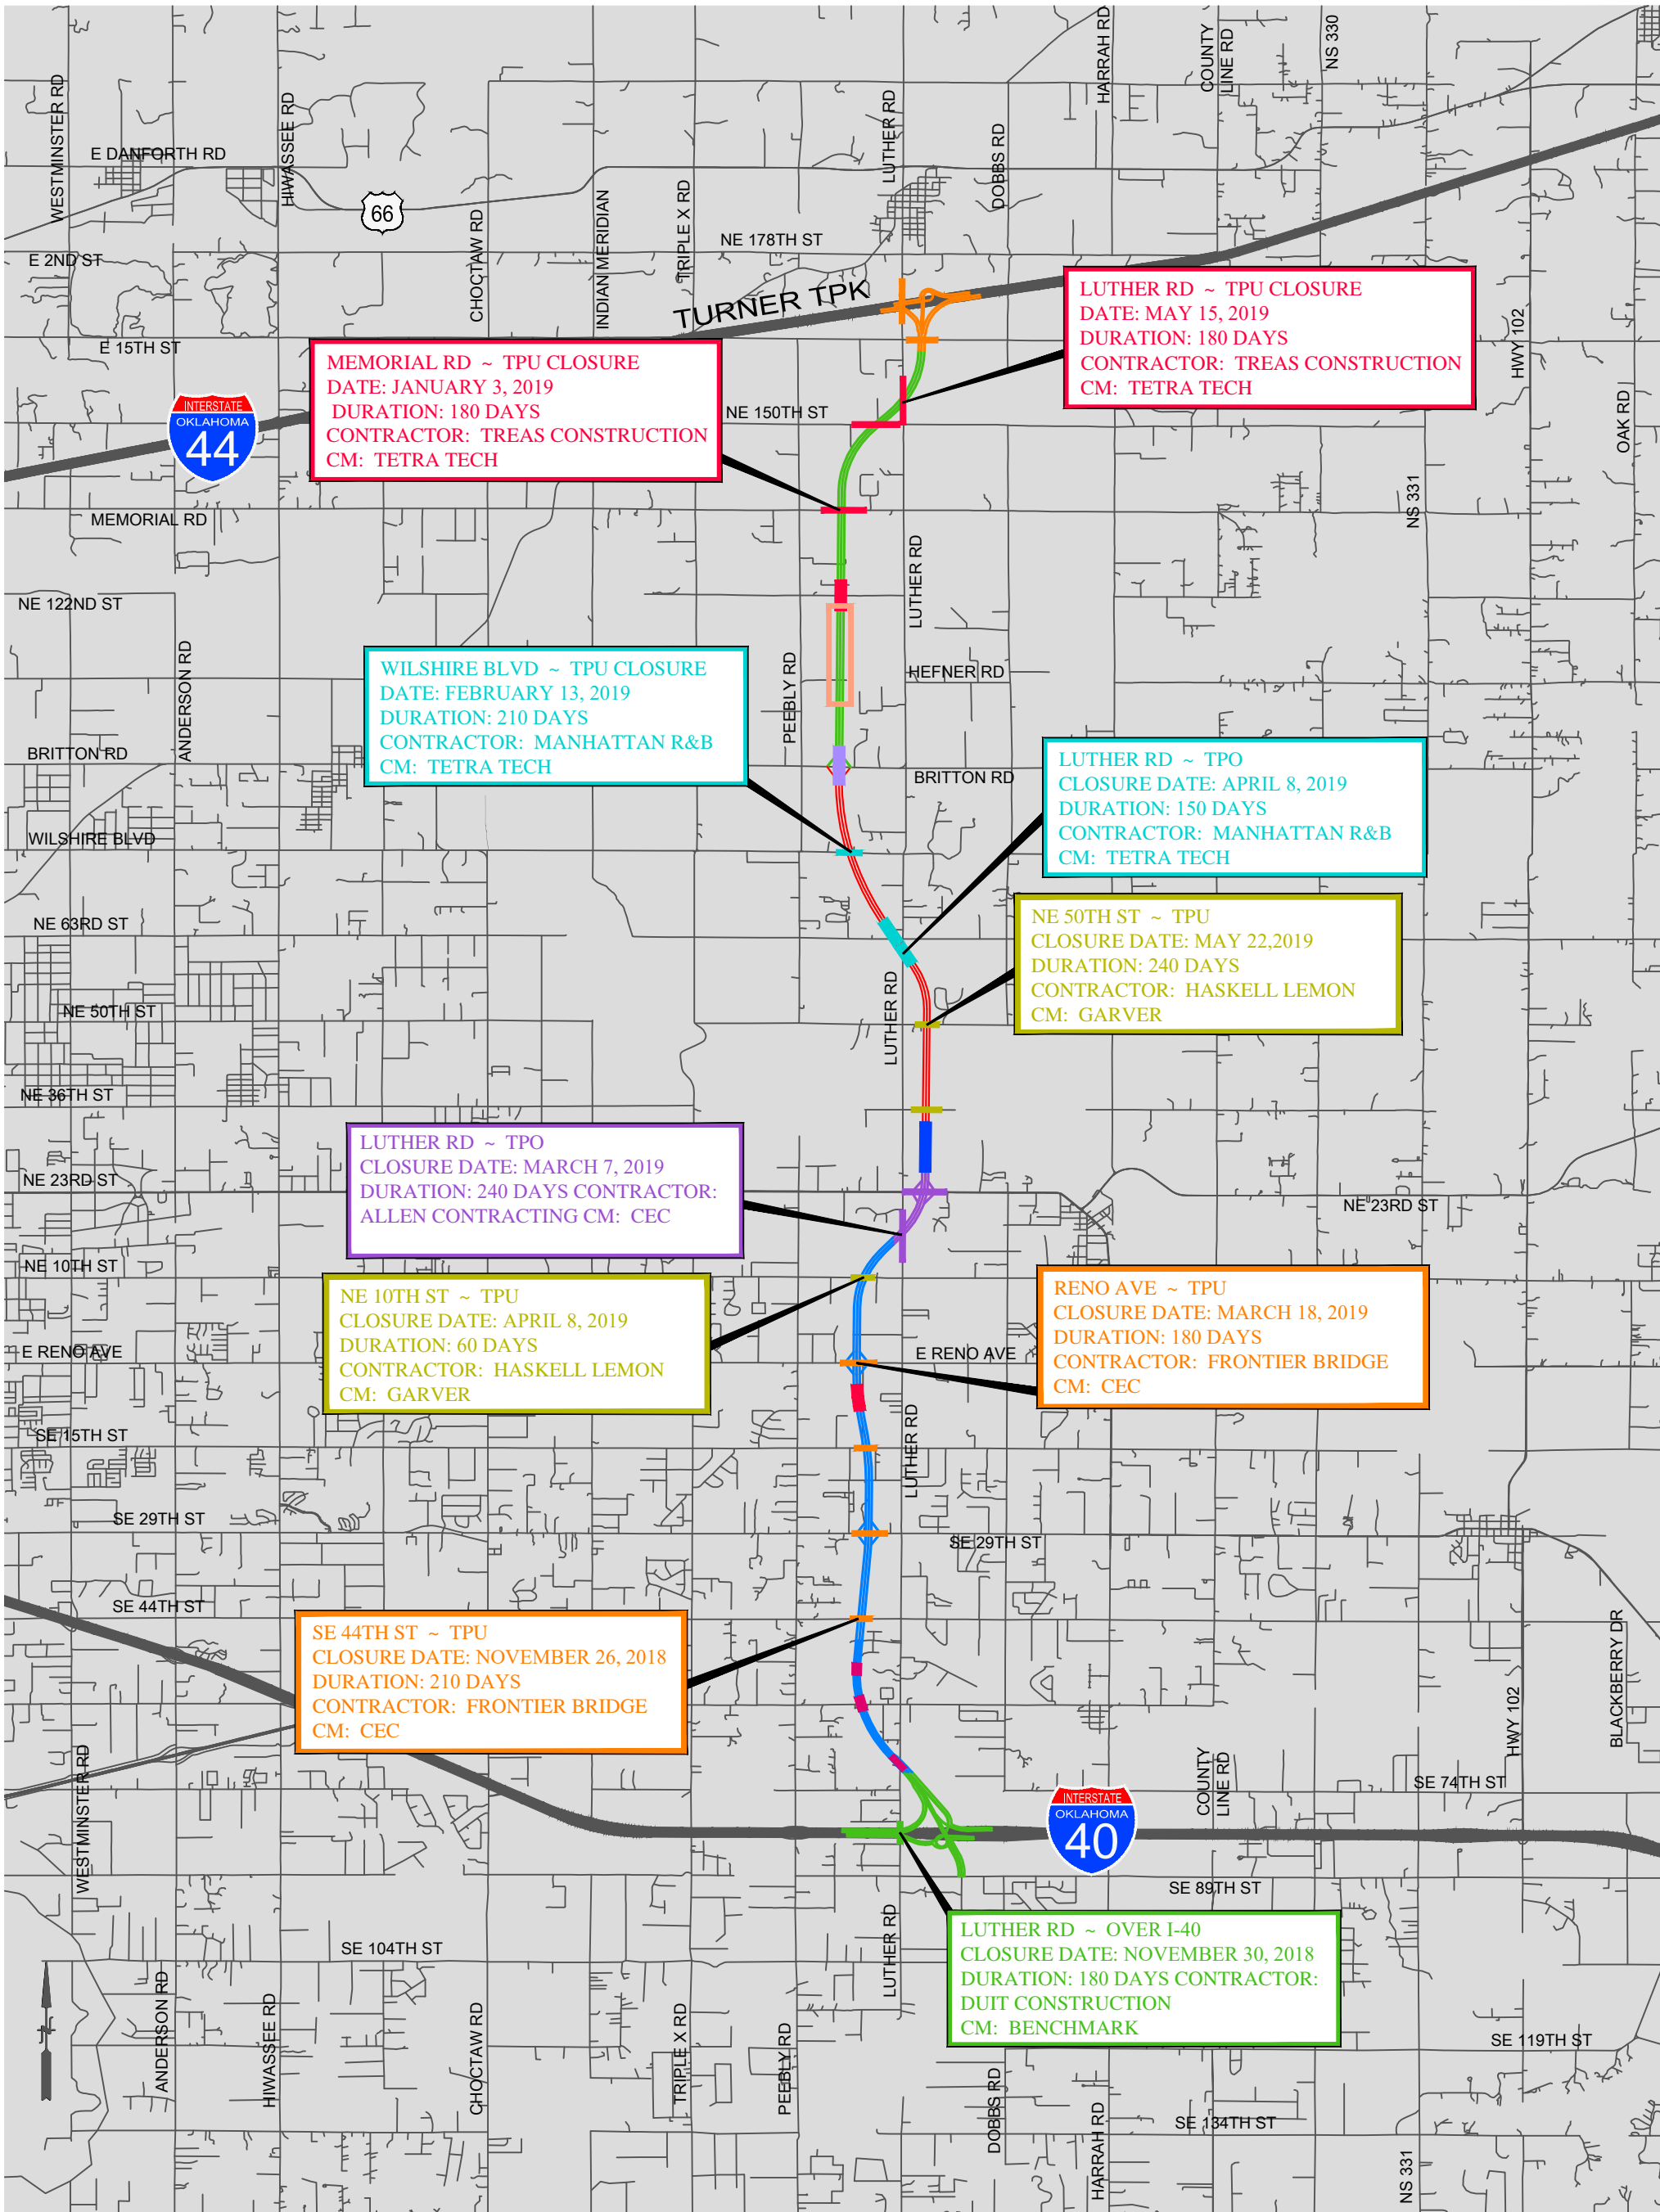 WESTMINSTER RD
E DANFORTH RD
HIWASSEE RD
66
CHOCTAW RD
INDIAN MERIDIAN
TRIPLE X RD
LUTHER RD
DOBBS RD
HARRAH RD
COUNTY
LINE RD
NS 330
NE 178TH ST
E 2ND ST
E 15TH ST
TURNER TPK
HWY 102
OAK RD
LUTHER RD ~ TPU CLOSURE
DATE: MAY 15, 2019
DURATION: 180 DAYS
CONTRACTOR: TREAS CONSTRUCTION
CM: TETRA TECH
MEMORIAL RD ~ TPU CLOSURE
DATE: JANUARY 3, 2019
DURATION: 180 DAYS
CONTRACTOR: TREAS CONSTRUCTION
CM: TETRA TECH
INTERSTATE
OKLAHOMA
44
NE 150TH ST
MEMORIAL RD
NS 331
LUTHER RD
NE 122ND ST
ANDERSON RD
PEEBLY RD
HEFNER RD
WILSHIRE BLVD ~ TPU CLOSURE
DATE: FEBRUARY 13, 2019
DURATION: 210 DAYS
CONTRACTOR: MANHATTAN R&B
CM: TETRA TECH
BRITTON RD
BRITTON RD
LUTHER RD ~ TPO
CLOSURE DATE: APRIL 8, 2019
DURATION: 150 DAYS
CONTRACTOR: MANHATTAN R&B
CM: TETRA TECH
WILSHIRE BLVD
NE 63RD ST
NE 50TH ST ~ TPU
CLOSURE DATE: MAY 22,2019
DURATION: 240 DAYS
CONTRACTOR: HASKELL LEMON
CM: GARVER
LUTHER RD
NE 50TH ST
NE 36TH ST
LUTHER RD ~ TPO
CLOSURE DATE: MARCH 7, 2019
DURATION: 240 DAYS CONTRACTOR:
ALLEN CONTRACTING CM: CEC
NE 23RD ST
NE 23RD ST
NE 10TH ST
NE 10TH ST ~ TPU
CLOSURE DATE: APRIL 8, 2019
DURATION: 60 DAYS
CONTRACTOR: HASKELL LEMON
CM: GARVER
RENO AVE ~ TPU
CLOSURE DATE: MARCH 18, 2019
DURATION: 180 DAYS
CONTRACTOR: FRONTIER BRIDGE
CM: CEC
E RENO AVE
E RENO AVE
SE 15TH ST
LUTHER RD
SE 29TH ST
SE 29TH ST
SE 44TH ST
SE 44TH ST ~ TPU
CLOSURE DATE: NOVEMBER 26, 2018
DURATION: 210 DAYS
CONTRACTOR: FRONTIER BRIDGE
CM: CEC
BLACKBERRY DR
HWY 102
WESTMINSTER RD
COUNTY
LINE RD
SE 74TH ST
INTERSTATE
OKLAHOMA
40
SE 89TH ST
LUTHER RD ~ OVER I-40
CLOSURE DATE: NOVEMBER 30, 2018
DURATION: 180 DAYS CONTRACTOR:
DUIT CONSTRUCTION
CM: BENCHMARK
LUTHER RD
SE 104TH ST
ANDERSON RD
HIWASSEE RD
CHOCTAW RD
TRIPLE X RD
PEEBLY RD
SE 119TH ST
DOBBS RD
HARRAH RD
SE 134TH ST
NS 331